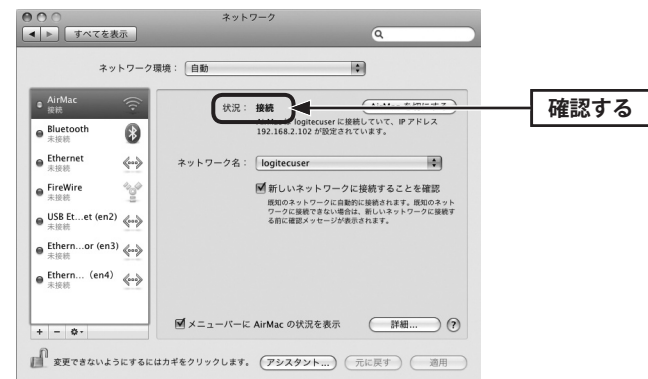 ネットワーク
すべてを表示
ネットワーク環境： 自動
AirMac
接続
Bluetooth
未接続
Ethernet
未接続
FireWire
未接続
USB Et...et (en2)
未接続
Ethern...or (en3)
未接続
Ethern... (en4)
未接続
状況： 接続
確認する
logitecuser に接続していて、IP アドレス
192.168.2.102 が設定されています。
ネットワーク名： logitecuser
新しいネットワークに接続することを確認
既知のネットワークに自動的に接続されます。既知のネット
ワークに接続できない場合は、新しいネットワークに接続す
る前に確認メッセージが表示されます。
メニューバーに AirMac の状況を表示
詳細... ?
変更できないようにするにはカギをクリックします。
アシスタント... 元に戻す 適用